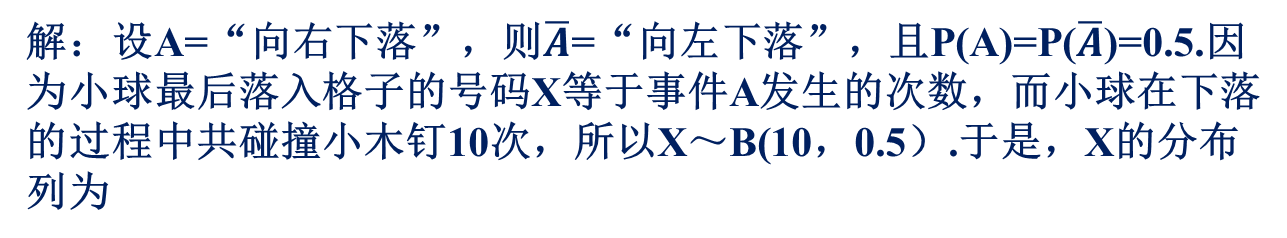 解：设A=“向右下落”，则A̅=“向左下落”，且P(A)=P(A̅)=0.5.因
为小球最后落入格子的号码X等于事件A发生的次数，而小球在下落
的过程中共碰撞小木钉10次，所以X～B(10，0.5）.于是，X的分布
列为